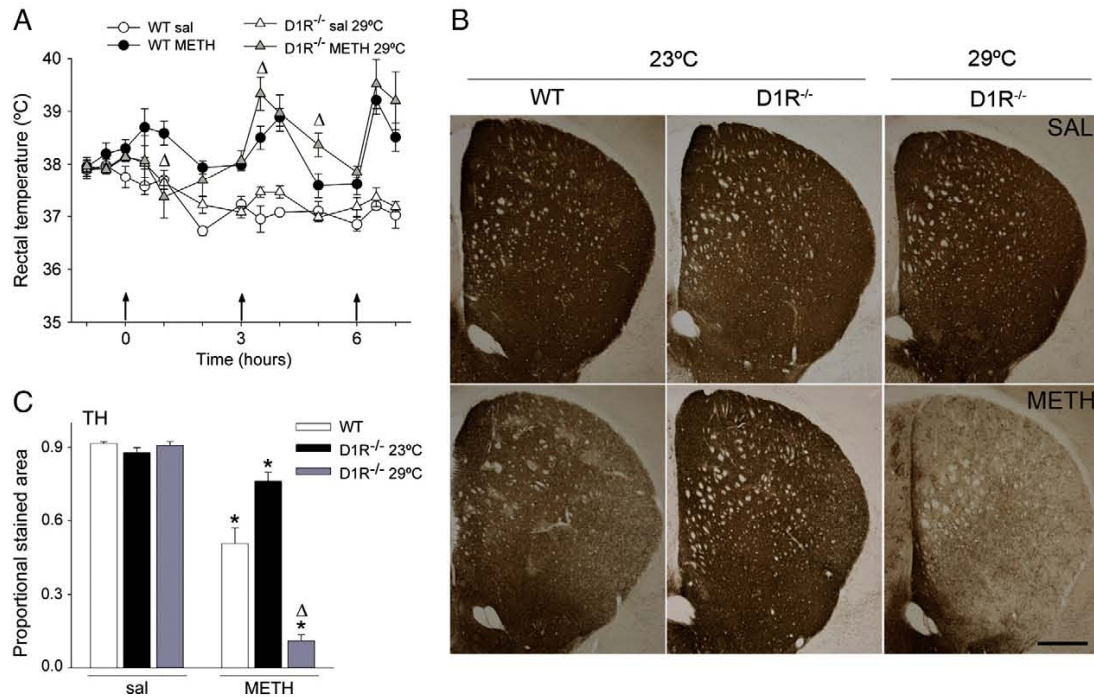 A
WT sal
WT METH
D1R-/- sal 29ºC
D1R-/- METH 29ºC
Rectal temperature (ºC)
40
39
38
37
36
35
Δ
Δ
Δ
0
3
6
Time (hours)
B
23ºC
29ºC
WT
D1R-/-
D1R-/-
SAL
METH
C
TH
WT
D1R-/- 23ºC
D1R-/- 29ºC
Proportional stained area
0.9
0.6
0.3
0.0
*
*
Δ
*
sal
METH